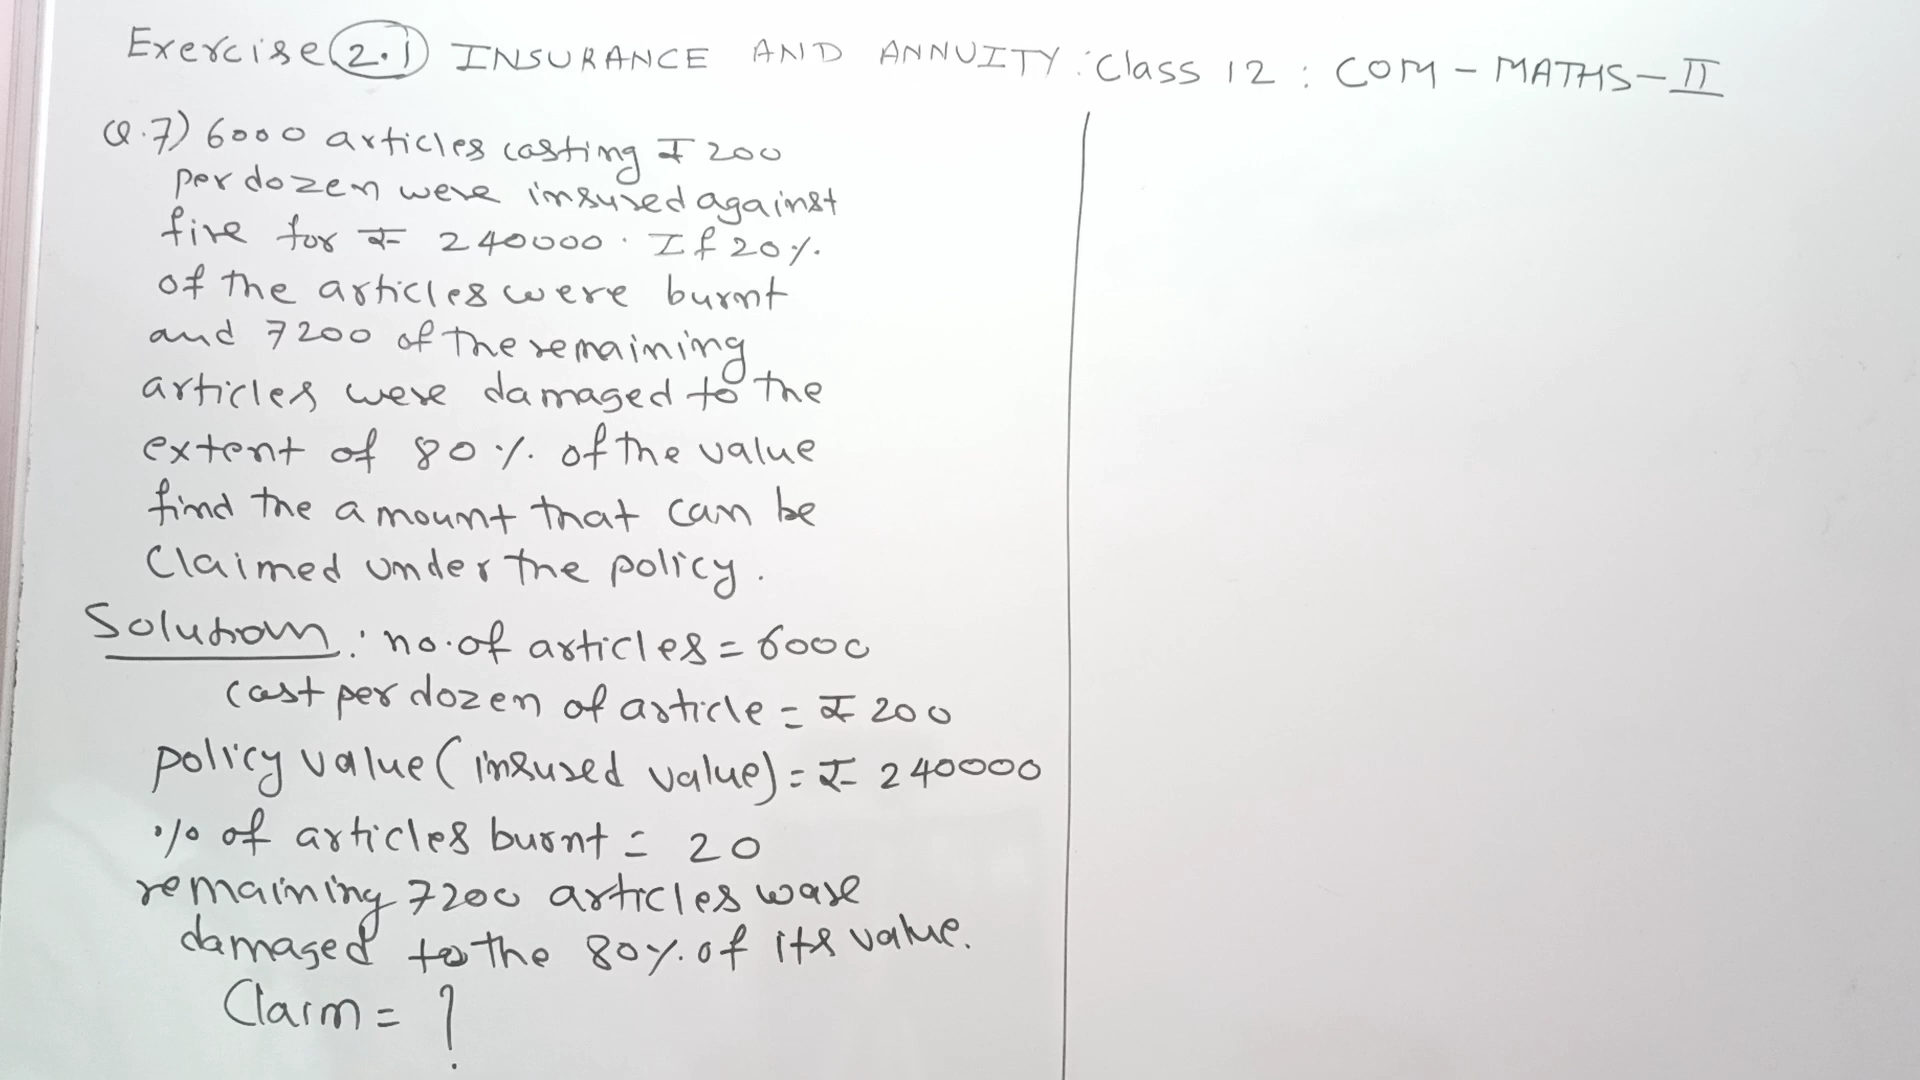 Exercise 2.1 INSURANCE AND ANNUITY : Class 12 : COM - MATHS - II
Q.7) 6000 articles costing ₹ 200
per dozen were insured against
fire for ₹ 240000. If 20%
of the articles were burnt
and 7200 of the remaining
articles were damaged to the
extent of 80% of the value
find the amount that can be
Claimed under the policy.
Solution : no. of articles = 6000
cost per dozen of article = ₹ 200
policy value (insured value) = ₹ 240000
% of articles burnt = 20
remaining 7200 articles ware
damaged to the 80% of its value.
Claim = ?